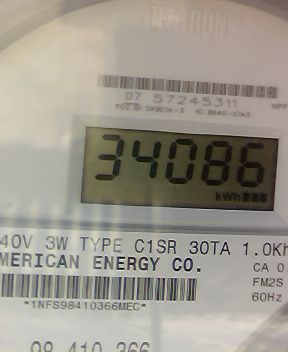 07 57245311
34086
kWh
40V 3W TYPE C1SR 30TA 1.0Kh
MERICAN ENERGY CO.
CA 0
FM2S
60Hz
*1NFS98410366MEC*
98 410 366